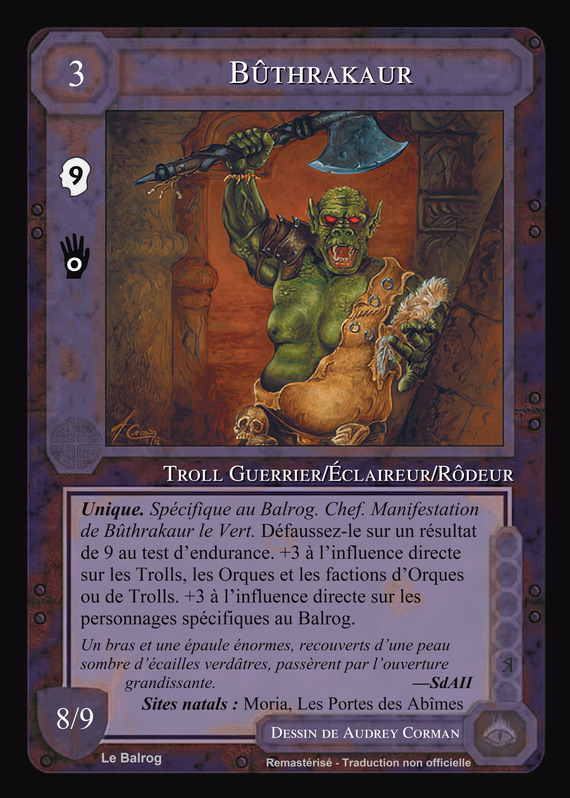 3
BÛTHRAKAUR
9
0
TROLL GUERRIER/ÉCLAIREUR/RÔDEUR
Unique. Spécifique au Balrog. Chef. Manifestation
de Bûthrakaur le Vert. Défaussez-le sur un résultat
de 9 au test d’endurance. +3 à l’influence directe
sur les Trolls, les Orques et les factions d’Orques
ou de Trolls. +3 à l’influence directe sur les
personnages spécifiques au Balrog.
Un bras et une épaule énormes, recouverts d’une peau
sombre d’écailles verdâtres, passèrent par l’ouverture
grandissante. —SdAII
Sites natals : Moria, Les Portes des Abîmes
8/9
DESSIN DE AUDREY CORMAN
Le Balrog
Remastérisé - Traduction non officielle